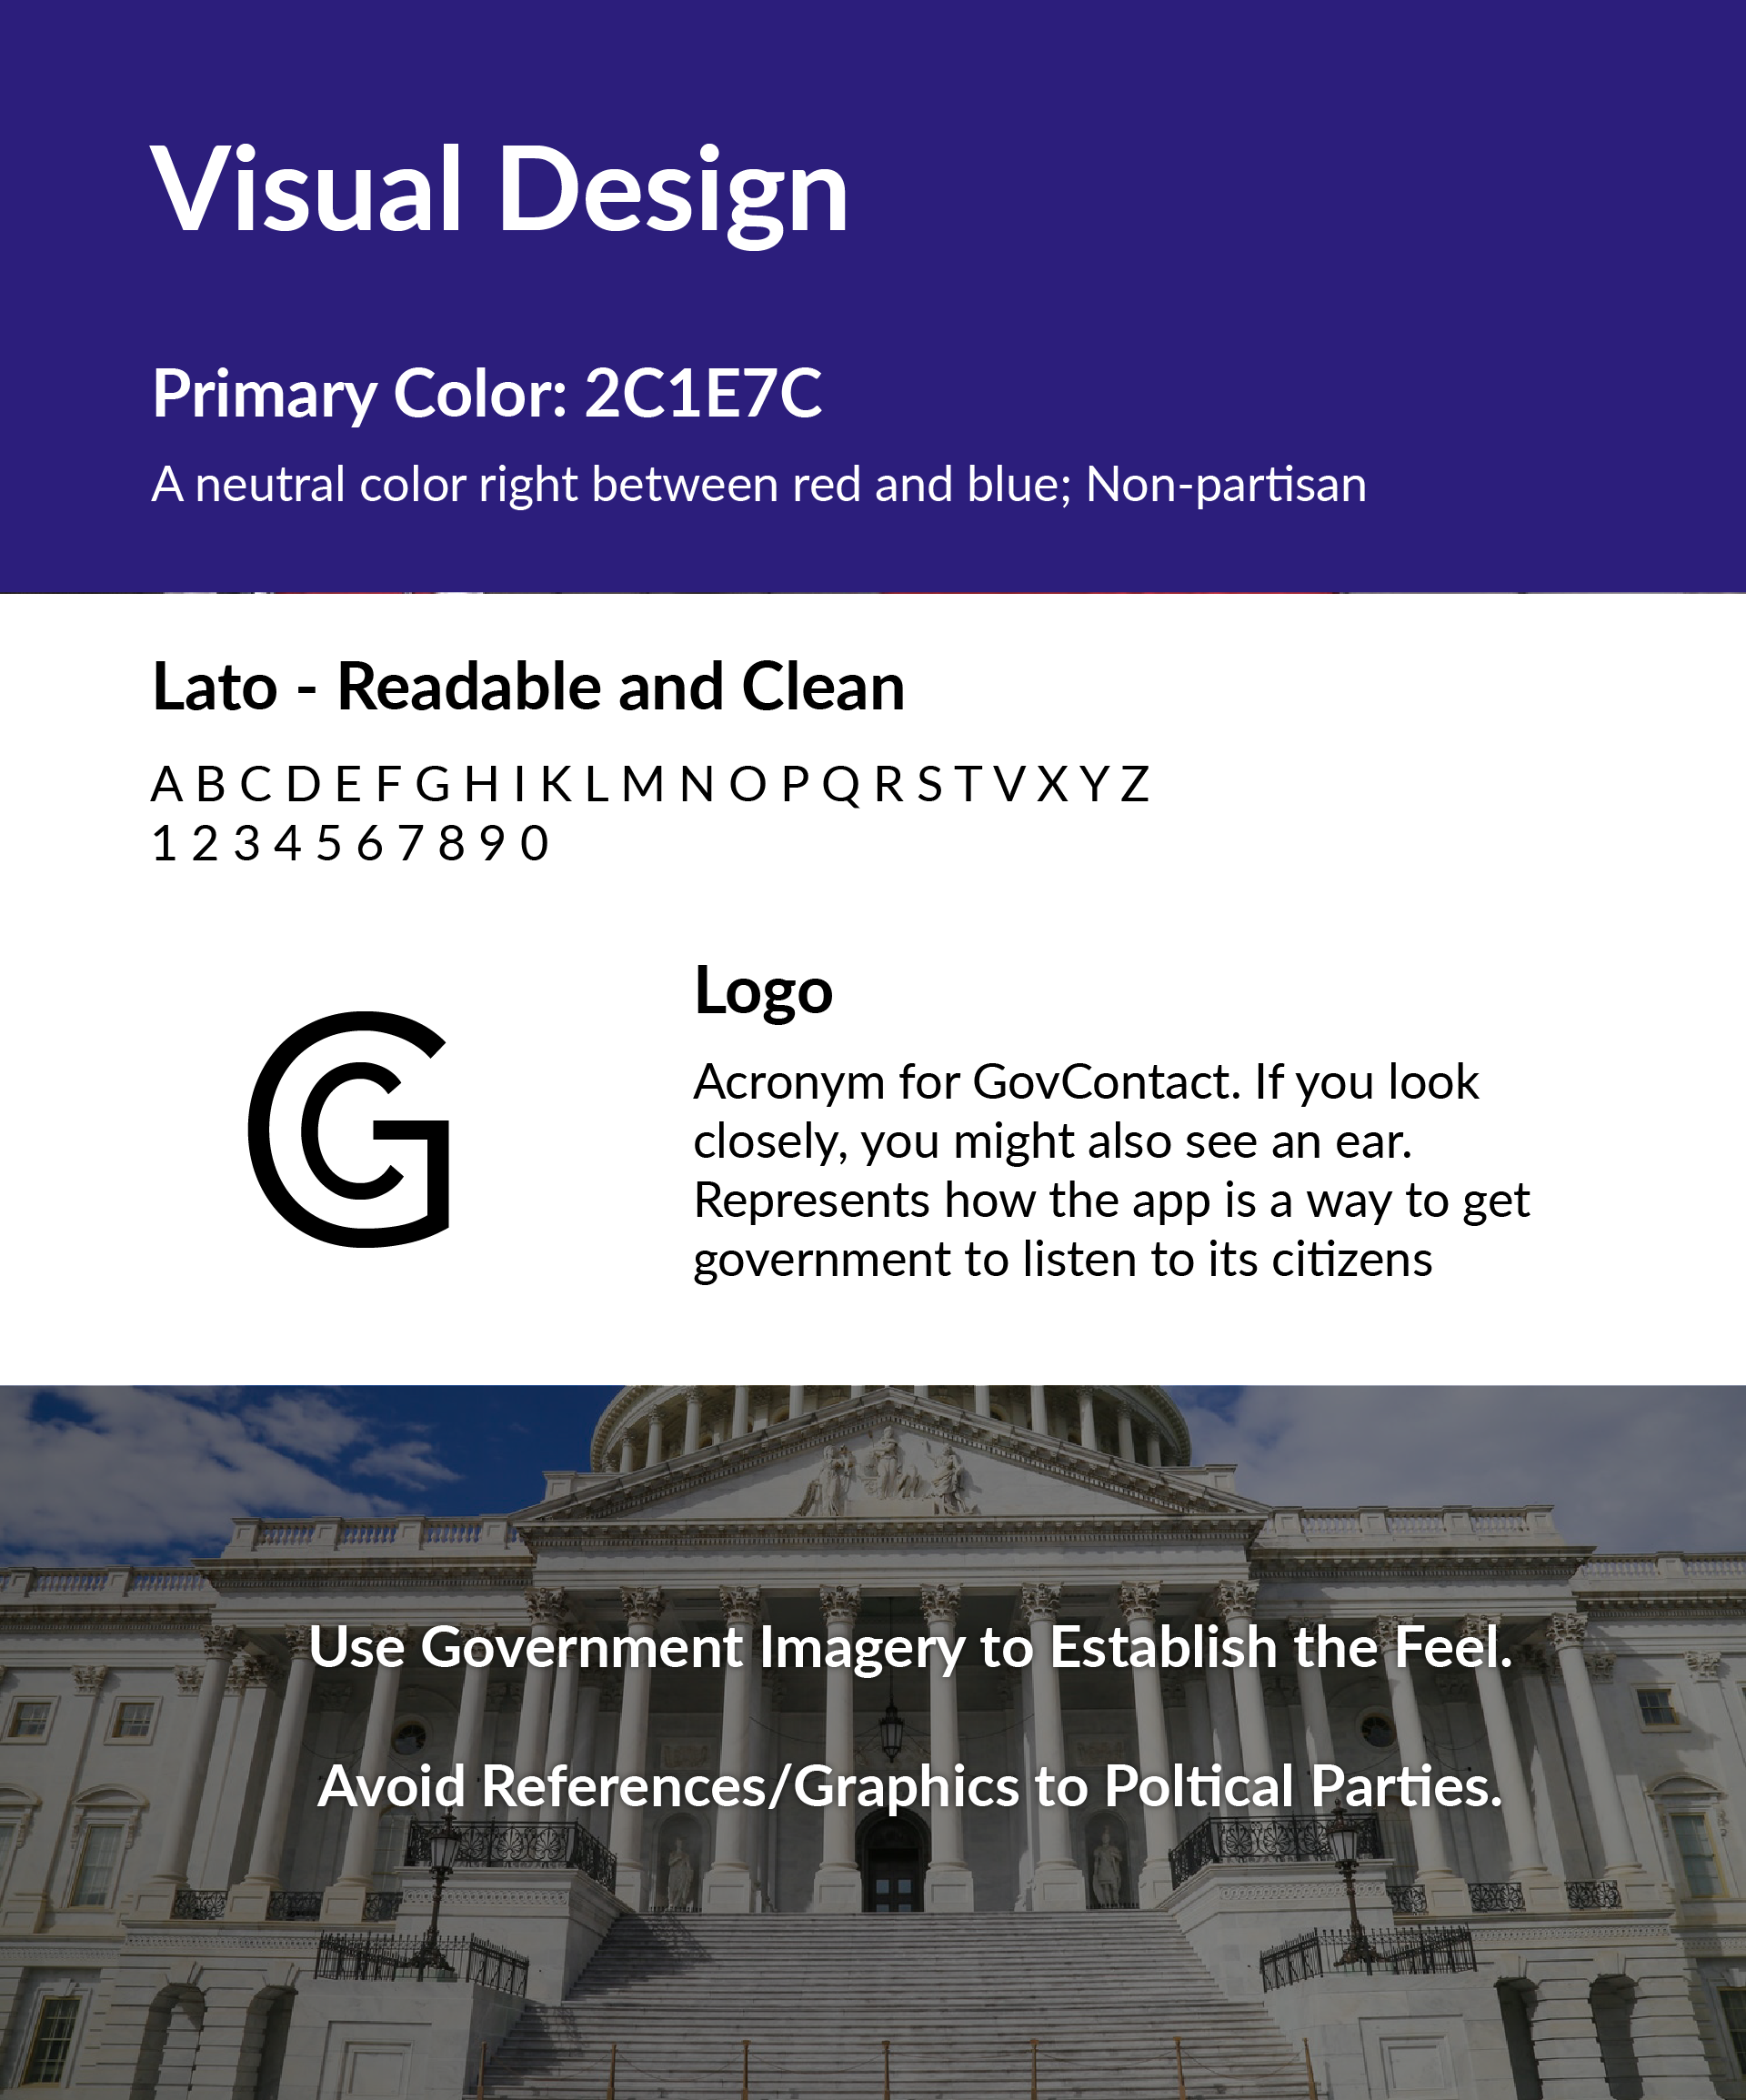 Visual Design
Primary Color: 2C1E7C
A neutral color right between red and blue; Non-partisan
Lato - Readable and Clean
A B C D E F G H I K L M N O P Q R S T V X Y Z
1 2 3 4 5 6 7 8 9 0
GC
Logo
Acronym for GovContact. If you look
closely, you might also see an ear.
Represents how the app is a way to get
government to listen to its citizens
Use Government Imagery to Establish the Feel.
Avoid References/Graphics to Poltical Parties.